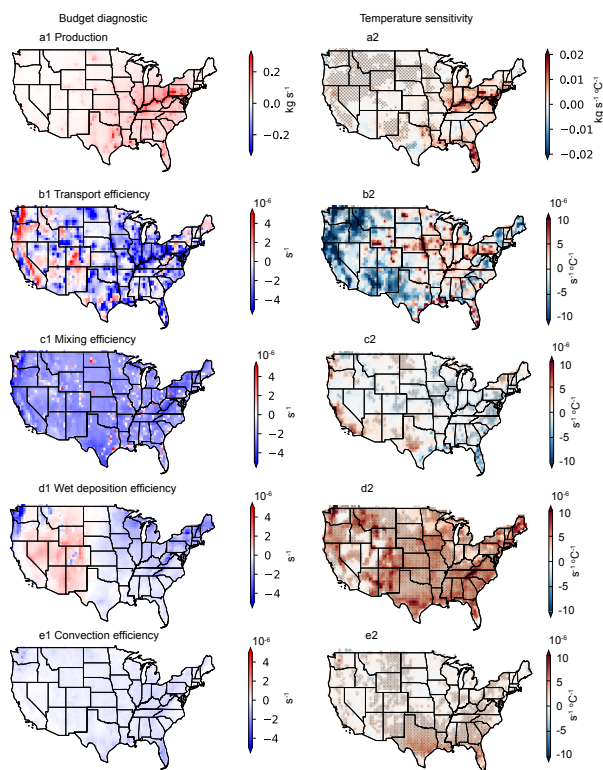 Budget diagnostic
Temperature sensitivity
a1 Production
a2
0.2
0.0
−0.2
kg s⁻¹
0.02
0.01
0.00
−0.01
−0.02
kg s⁻¹ °C⁻¹
b1 Transport efficiency
b2
10⁻⁶
4
2
0
−2
−4
s⁻¹
10⁻⁶
10
5
0
-5
-10
s⁻¹ °C⁻¹
c1 Mixing efficiency
c2
10⁻⁶
4
2
0
−2
−4
s⁻¹
10⁻⁶
10
5
0
-5
-10
s⁻¹ °C⁻¹
d1 Wet deposition efficiency
d2
10⁻⁶
4
2
0
−2
−4
s⁻¹
10⁻⁶
10
5
0
-5
-10
s⁻¹ °C⁻¹
e1 Convection efficiency
e2
10⁻⁶
4
2
0
−2
−4
s⁻¹
10⁻⁶
10
5
0
-5
-10
s⁻¹ °C⁻¹